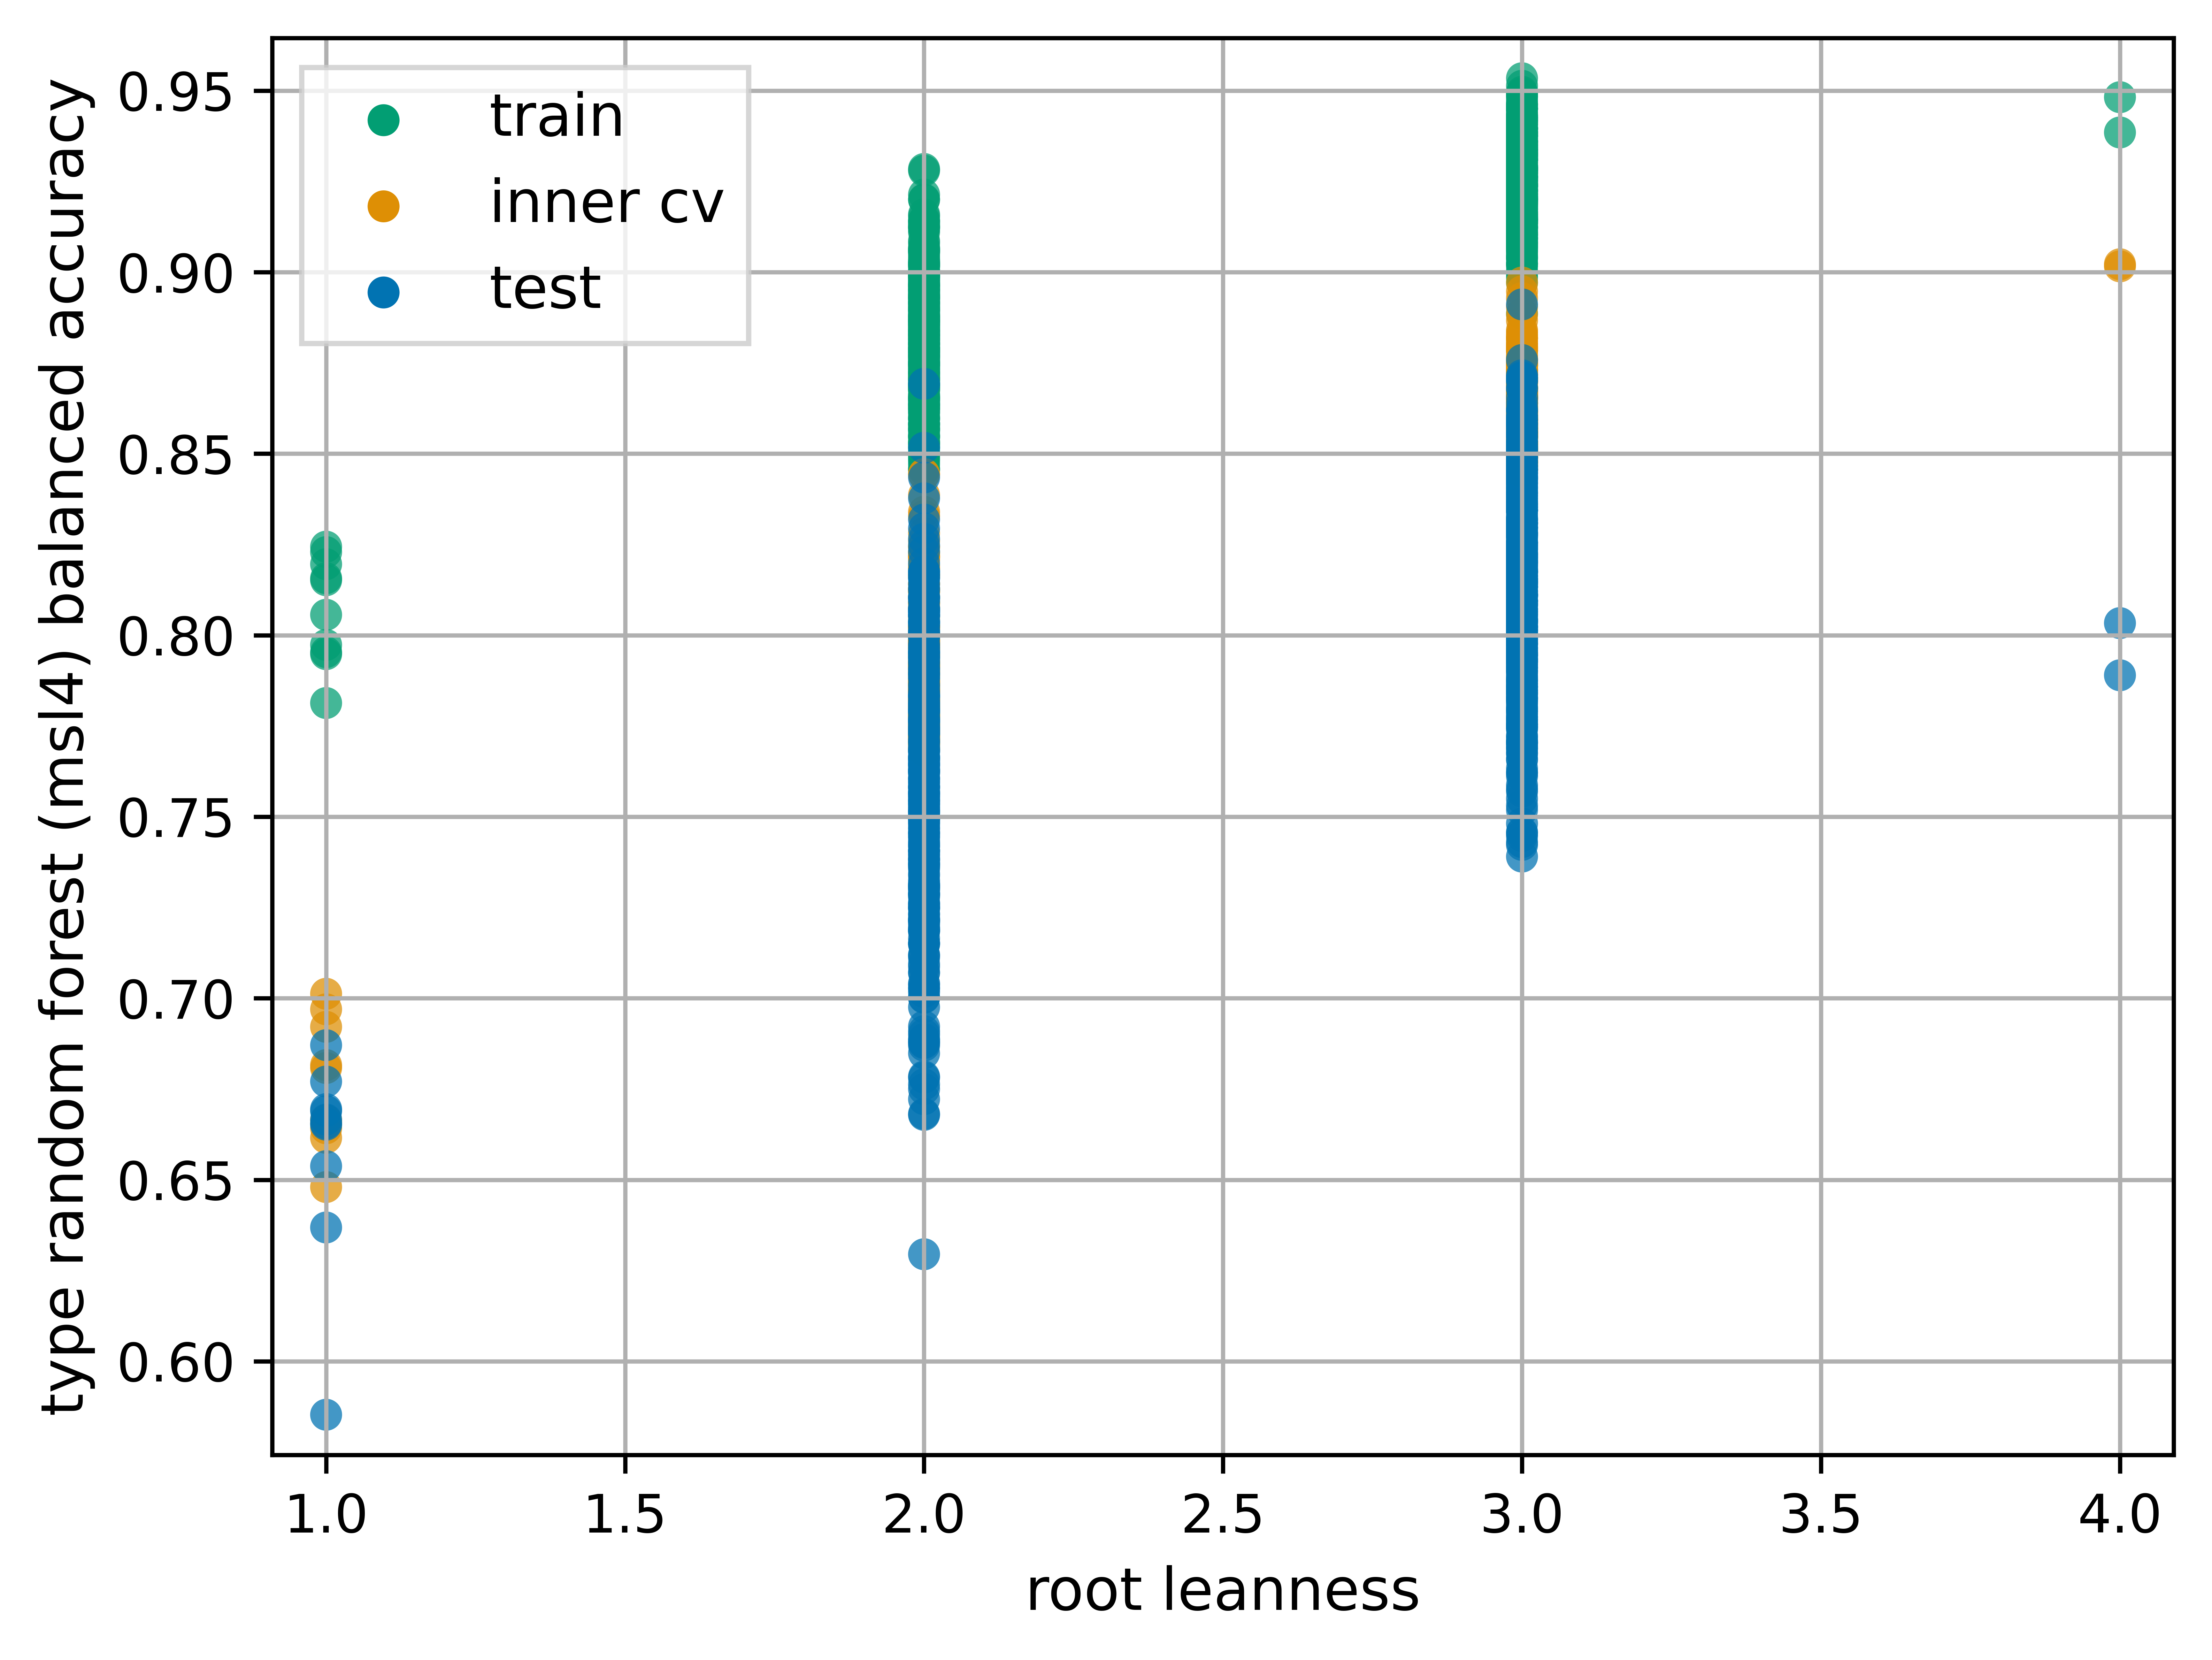 train
inner cv
test
type random forest (msl4) balanced accuracy
0.95
0.90
0.85
0.80
0.75
0.70
0.65
0.60
1.0 1.5 2.0 2.5 3.0 3.5 4.0
root leanness